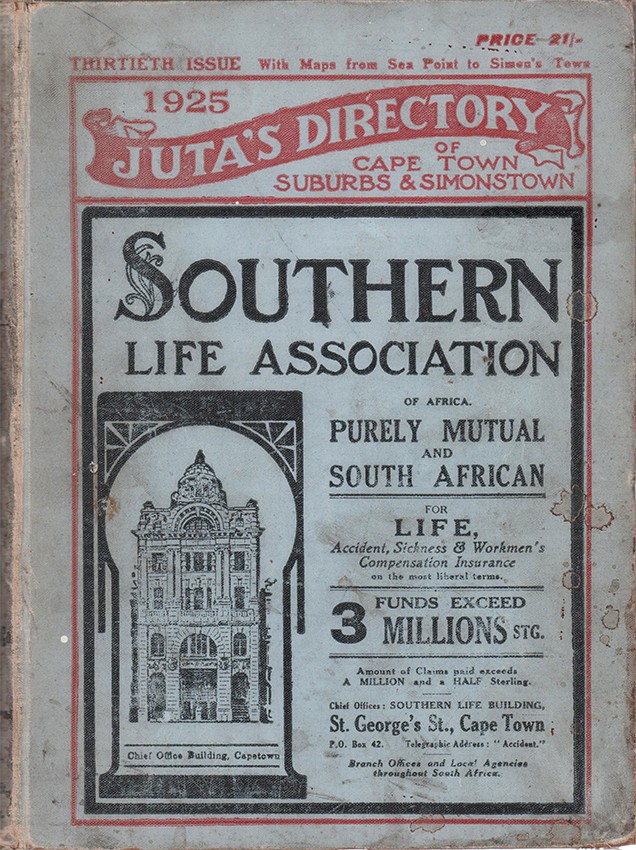 PRICE—21/-
THIRTIETH ISSUE With Maps from Sea Point to Simon's Town
1925
JUTA'S DIRECTORY
OF
CAPE TOWN
SUBURBS & SIMONSTOWN
SOUTHERN
LIFE ASSOCIATION
OF AFRICA.
PURELY MUTUAL
AND
SOUTH AFRICAN
FOR
LIFE,
Accident, Sickness & Workmen's
Compensation Insurance
on the most liberal terms.
FUNDS EXCEED
3 MILLIONS STG.
Amount of Claims paid exceeds
A MILLION and a HALF Sterling.
Chief Offices: SOUTHERN LIFE BUILDING,
St. George's St., Cape Town
P.O. Box 42. Telegraphic Address: "Accident."
Branch Offices and Local Agencies
throughout South Africa.
Chief Office Building, Capetown